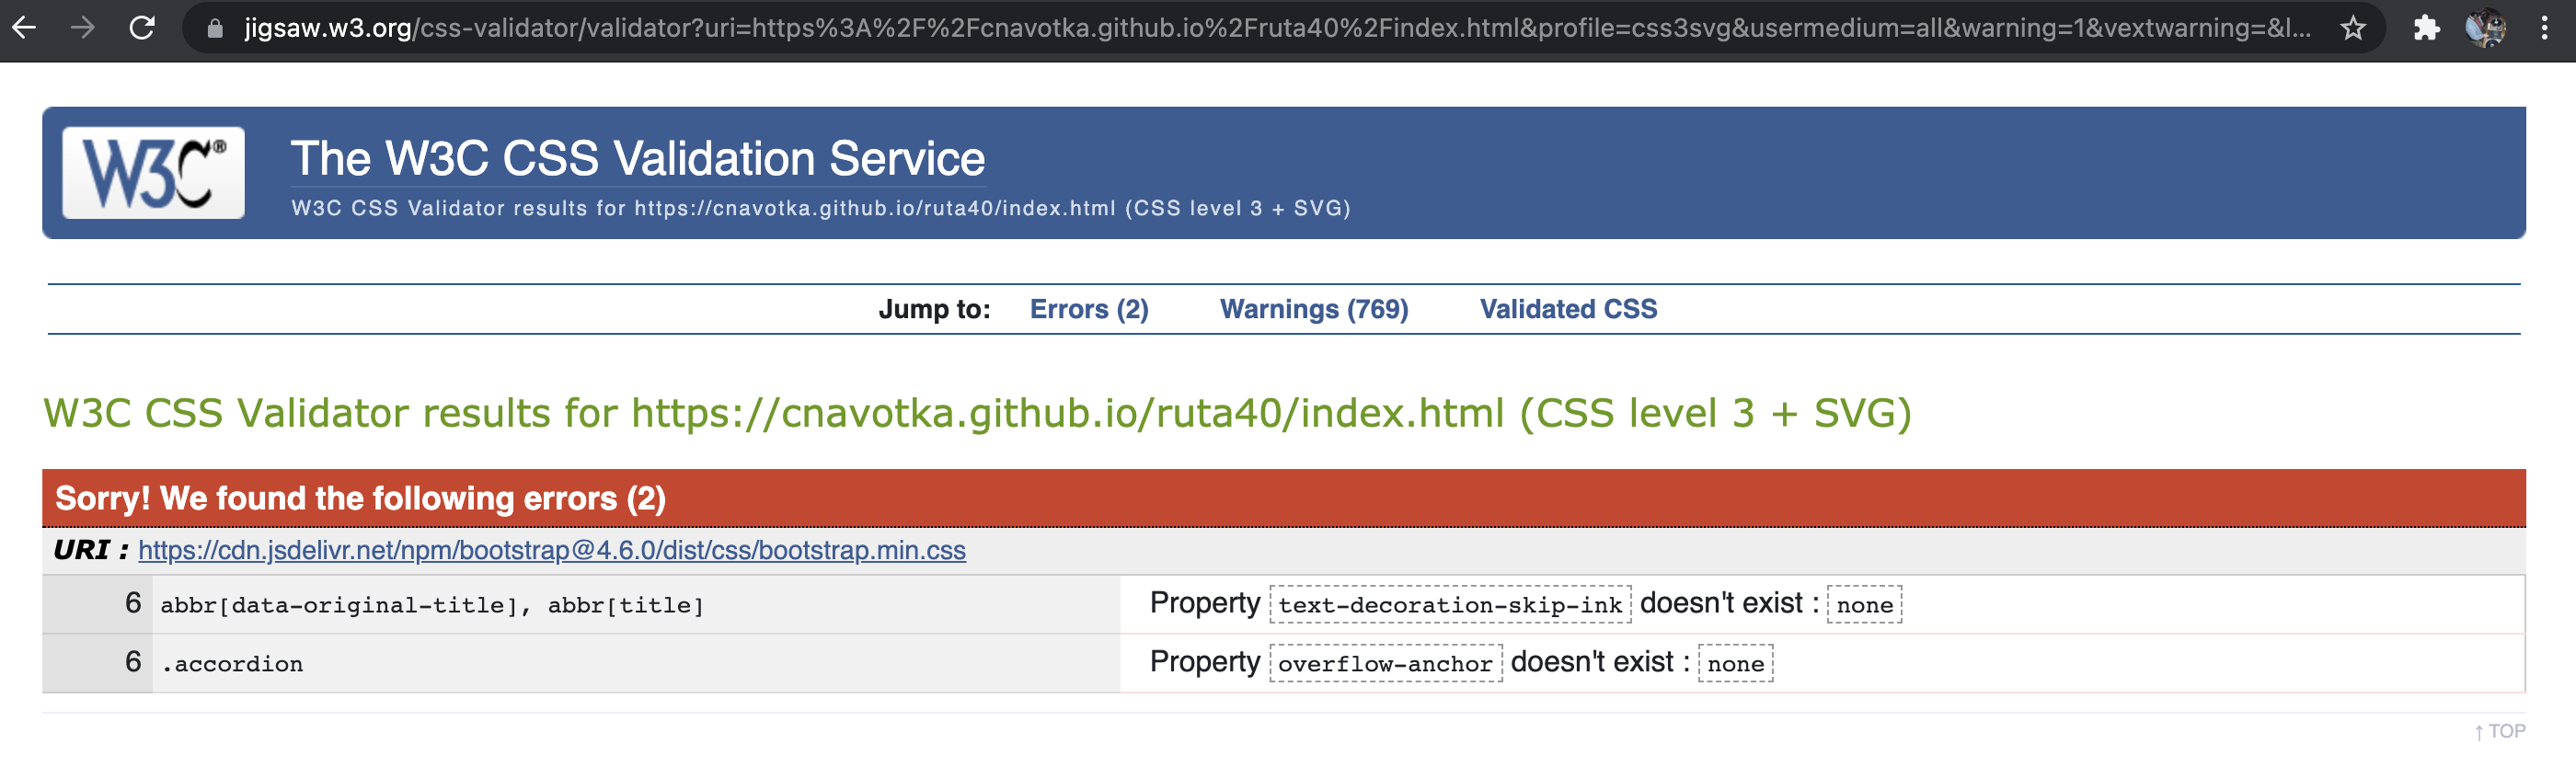 jigsaw.w3.org/css-validator/validator?uri=https%3A%2F%2Fcnavotka.github.io%2Fruta40%2Findex.html&profile=css3svg&usermedium=all&warning=1&vextwarning=&l...
W3C®
The W3C CSS Validation Service
W3C CSS Validator results for https://cnavotka.github.io/ruta40/index.html (CSS level 3 + SVG)
Jump to: Errors (2) Warnings (769) Validated CSS
W3C CSS Validator results for https://cnavotka.github.io/ruta40/index.html (CSS level 3 + SVG)
Sorry! We found the following errors (2)
URI : https://cdn.jsdelivr.net/npm/bootstrap@4.6.0/dist/css/bootstrap.min.css
6 abbr[data-original-title], abbr[title] Property text-decoration-skip-ink doesn't exist : none
6 .accordion Property overflow-anchor doesn't exist : none
↑ TOP